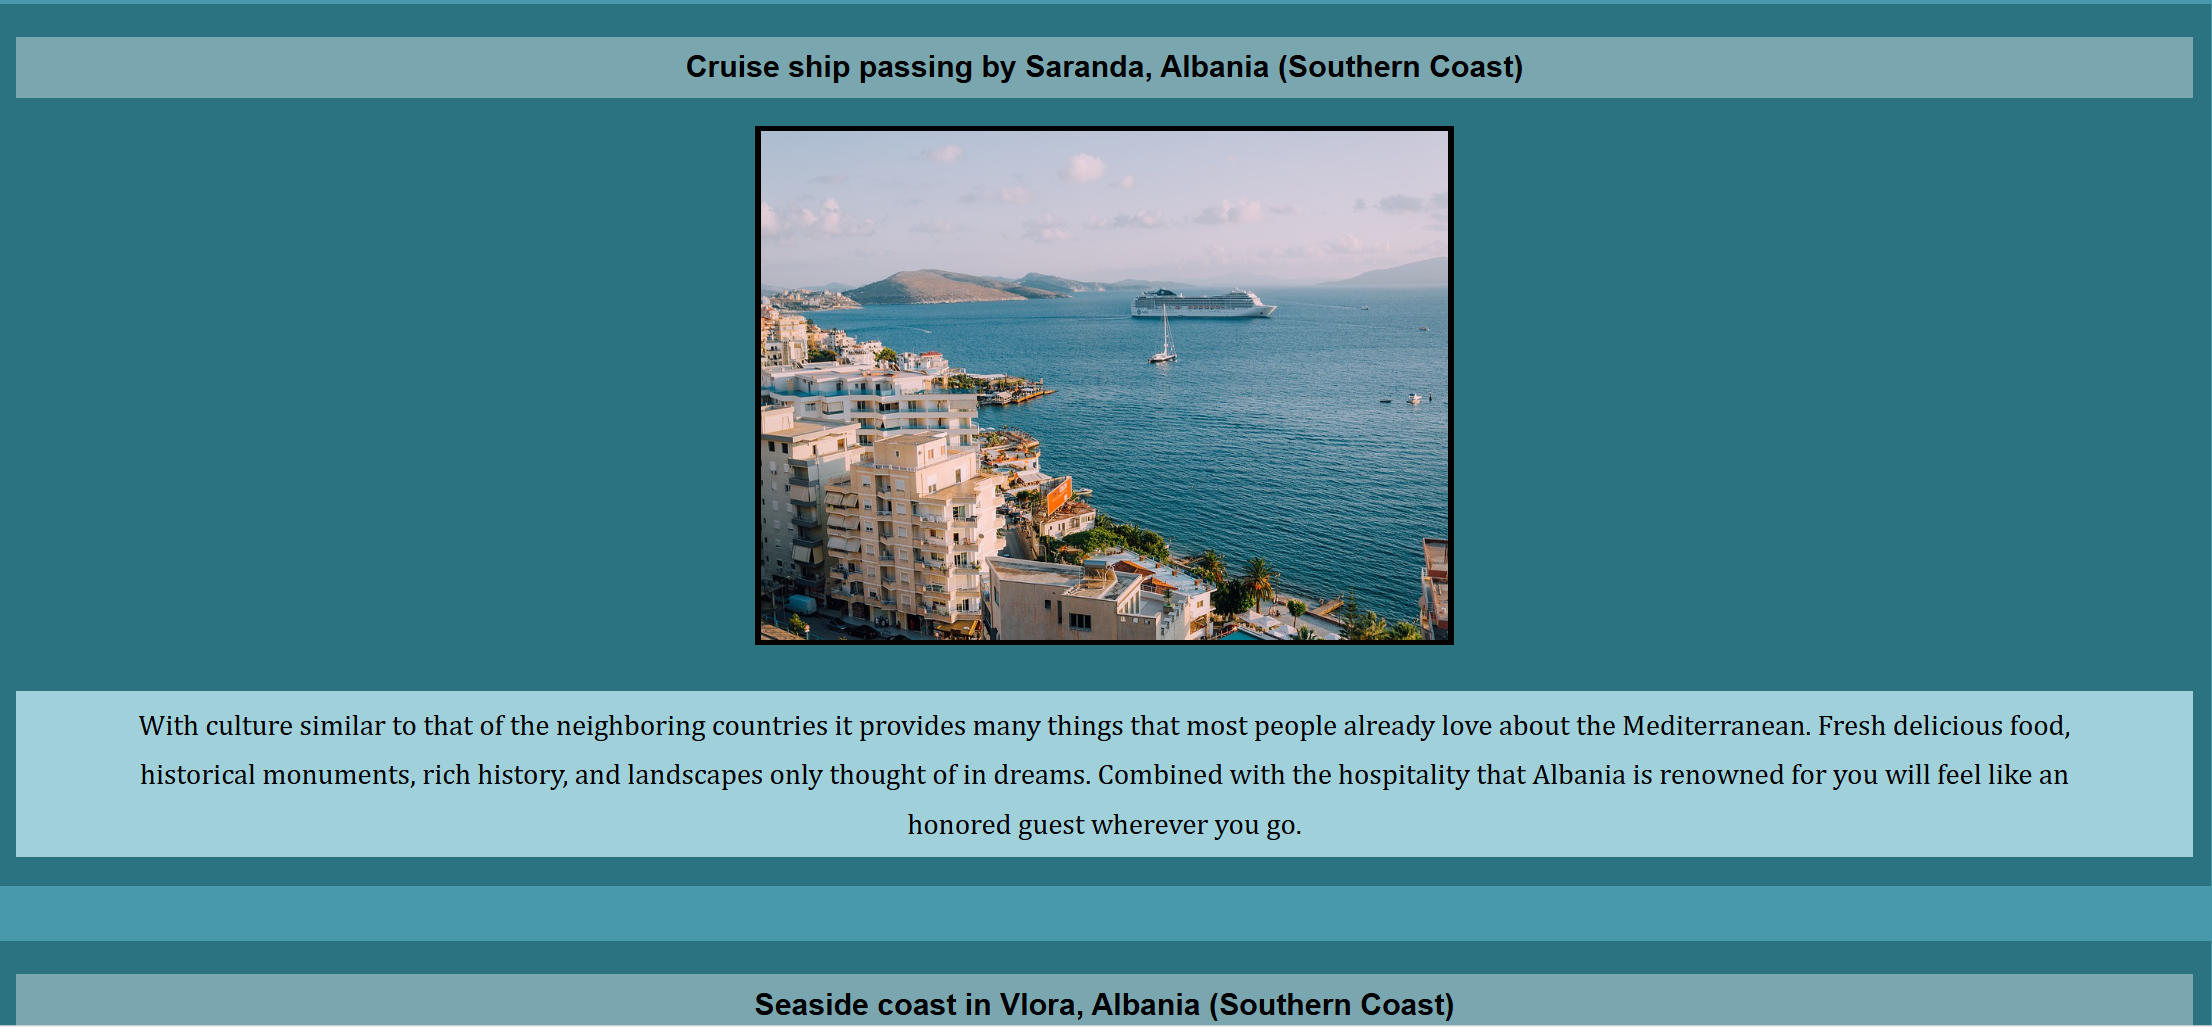 Cruise ship passing by Saranda, Albania (Southern Coast)
With culture similar to that of the neighboring countries it provides many things that most people already love about the Mediterranean. Fresh delicious food,
historical monuments, rich history, and landscapes only thought of in dreams. Combined with the hospitality that Albania is renowned for you will feel like an
honored guest wherever you go.
Seaside coast in Vlora, Albania (Southern Coast)